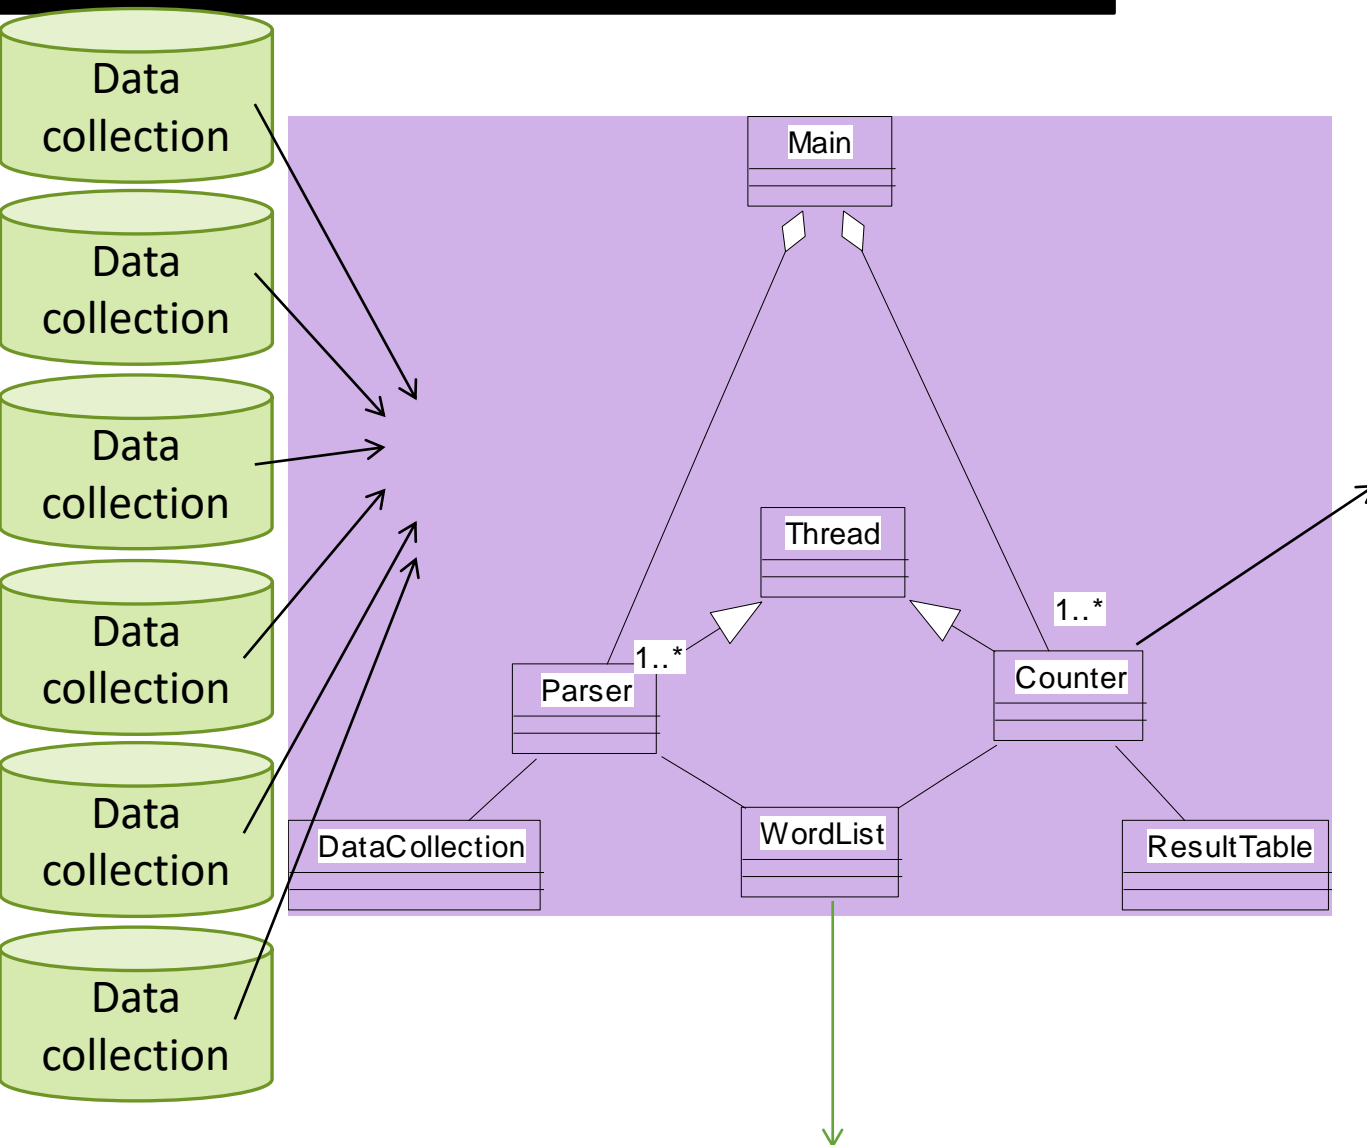 Data
collection
Data
collection
Data
collection
Data
collection
Data
collection
Data
collection
Main
Thread
1..*
1..*
Parser
Counter
DataCollection
WordList
ResultTable